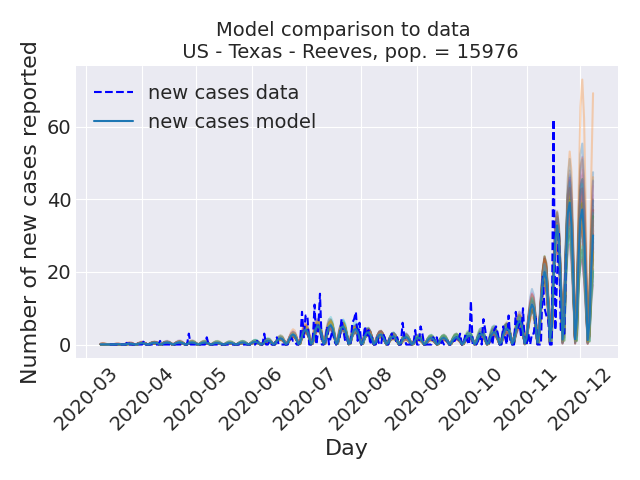 Model comparison to data
US - Texas - Reeves, pop. = 15976
Number of new cases reported
new cases data
new cases model
60
40
20
0
2020-03
2020-04
2020-05
2020-06
2020-07
2020-08
2020-09
2020-10
2020-11
2020-12
Day